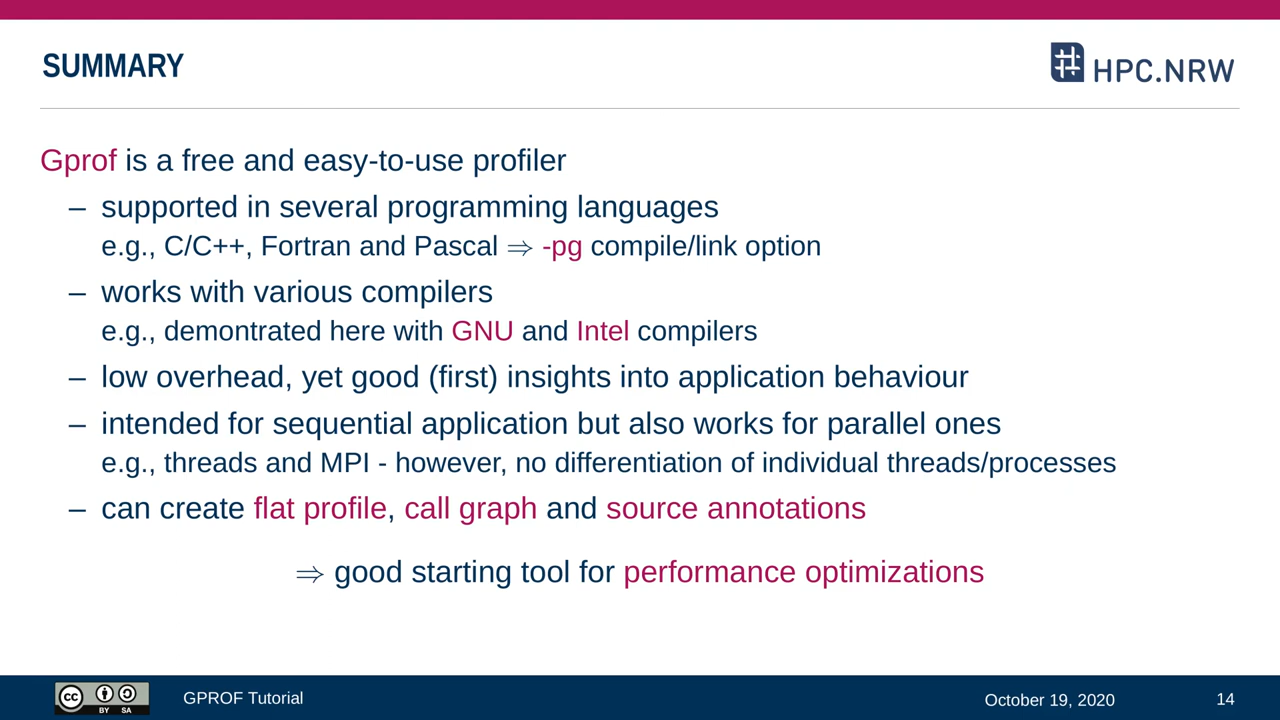 SUMMARY
HPC.NRW
Gprof is a free and easy-to-use profiler
– supported in several programming languages
e.g., C/C++, Fortran and Pascal ⇒ -pg compile/link option
– works with various compilers
e.g., demontrated here with GNU and Intel compilers
– low overhead, yet good (first) insights into application behaviour
– intended for sequential application but also works for parallel ones
e.g., threads and MPI - however, no differentiation of individual threads/processes
– can create flat profile, call graph and source annotations
⇒ good starting tool for performance optimizations
cc BY SA
GPROF Tutorial
October 19, 2020
14